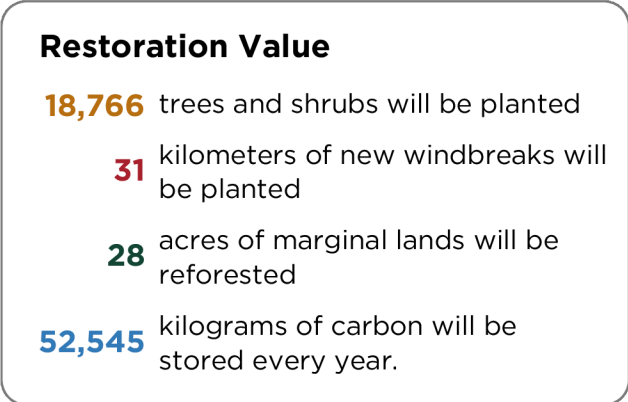 Restoration Value
18,766 trees and shrubs will be planted
31 kilometers of new windbreaks will
be planted
28 acres of marginal lands will be
reforested
52,545 kilograms of carbon will be
stored every year.